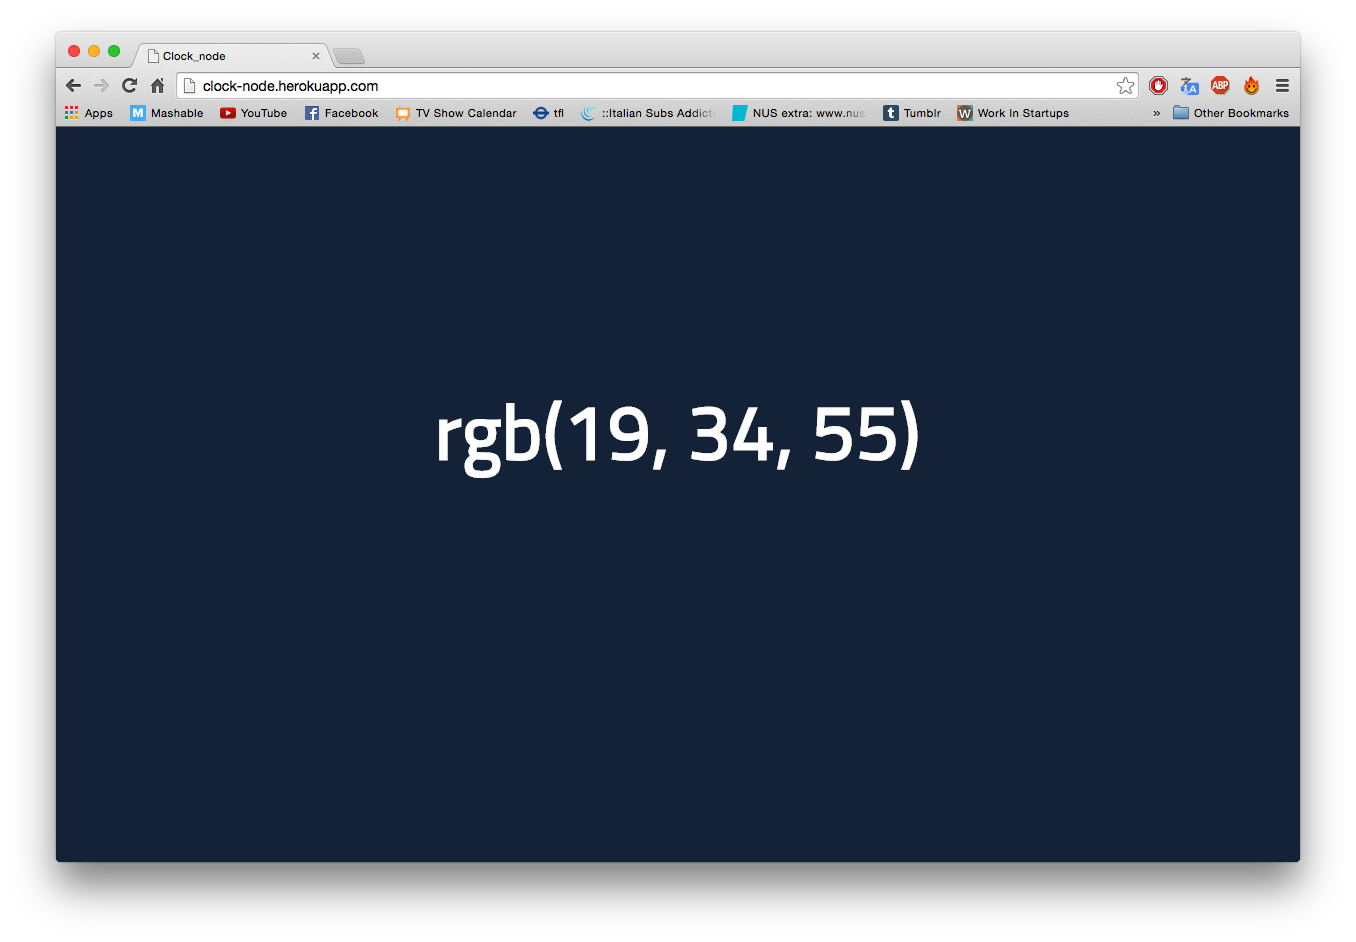 Clock_node
clock-node.herokuapp.com
ABP
Apps M Mashable YouTube f Facebook TV Show Calendar tfl ::Italian Subs Addict NUS extra: www.nus t Tumblr W Work In Startups » Other Bookmarks
rgb(19, 34, 55)